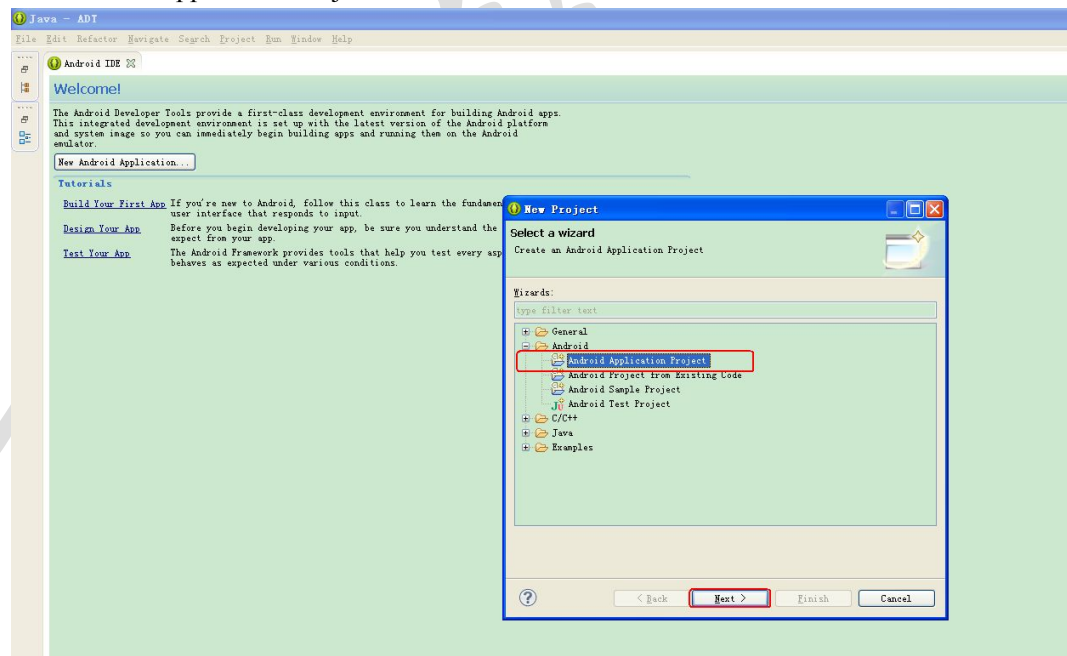 Java - ADT
File Edit Refactor Navigate Search Project Run Window Help
Android IDE
Welcome!
The Android Developer Tools provide a first-class development environment for building Android apps.
This integrated development environment is set up with the latest version of the Android platform
and system image so you can immediately begin building apps and running them on the Android
emulator.
New Android Application...
Tutorials
Build Your First App If you're new to Android, follow this class to learn the
user interface that responds to input.
Design Your App Before you begin developing your app, be sure you understand the
expect from your app.
Test Your App The Android Framework provides tools that help you test every
behaves as expected under various conditions.
New Project
Select a wizard
Create an Android Application Project
Wizards:
type filter text
General
Android
Android Application Project
Android Project from Existing Code
Android Sample Project
Android Test Project
C/C++
Java
Examples
? < Back Next > Finish Cancel